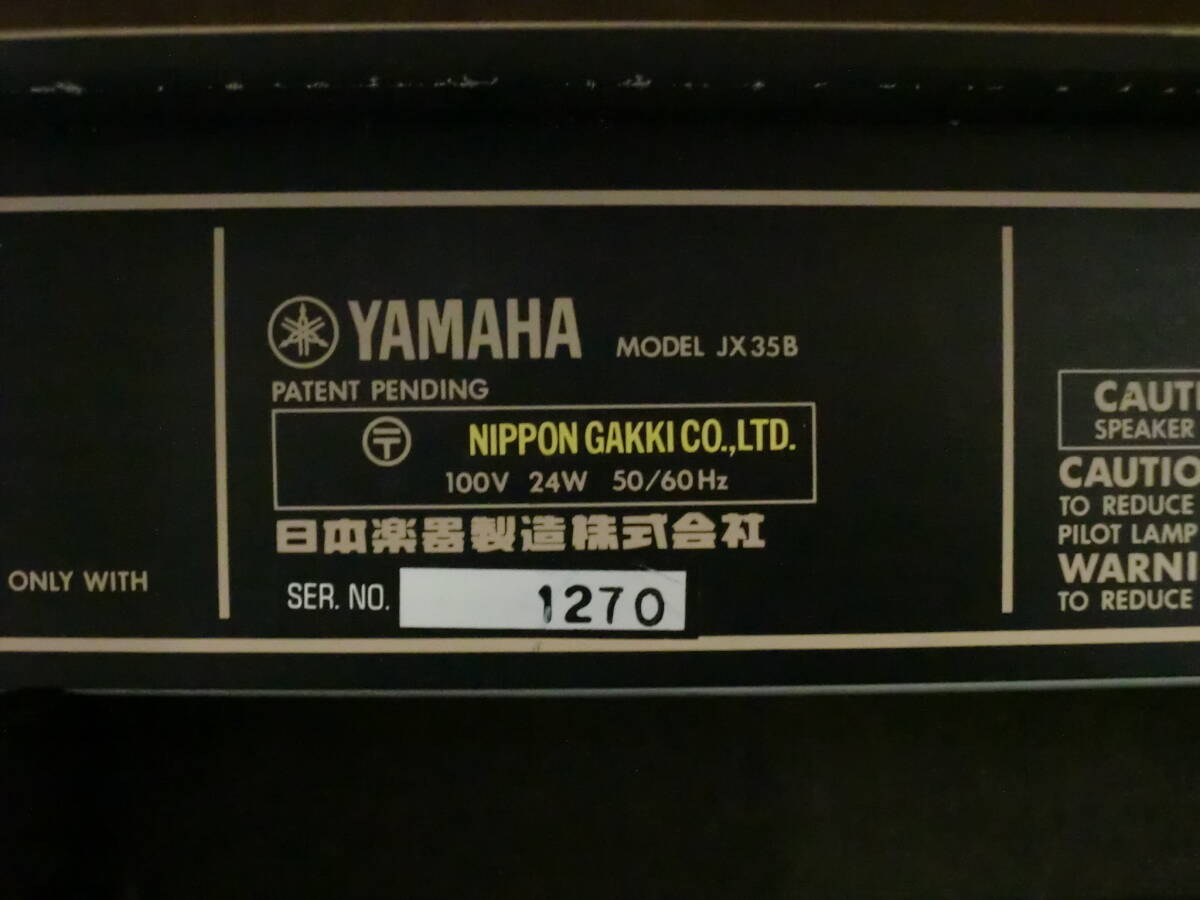 ONLY WITH
YAMAHA MODEL JX35B
PATENT PENDING
〒 NIPPON GAKKI CO.,LTD.
100V 24W 50/60Hz
日本楽器製造株式会社
SER. NO. 1270
CAUTI
SPEAKER
CAUTIO
TO REDUCE
PILOT LAMP
WARNI
TO REDUCE